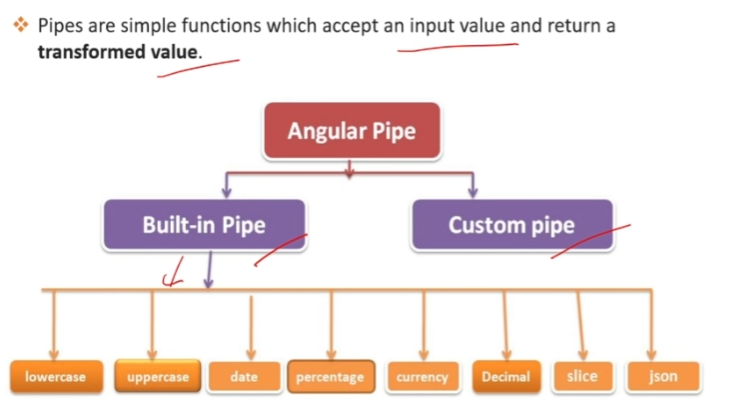 Pipes are simple functions which accept an input value and return a
transformed value.
Angular Pipe
Built-in Pipe
Custom pipe
lowercase
uppercase
date
percentage
currency
Decimal
slice
json